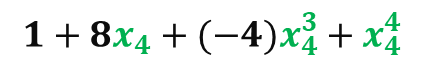 1 + 8x₄ + (−4)x₄³ + x₄⁴